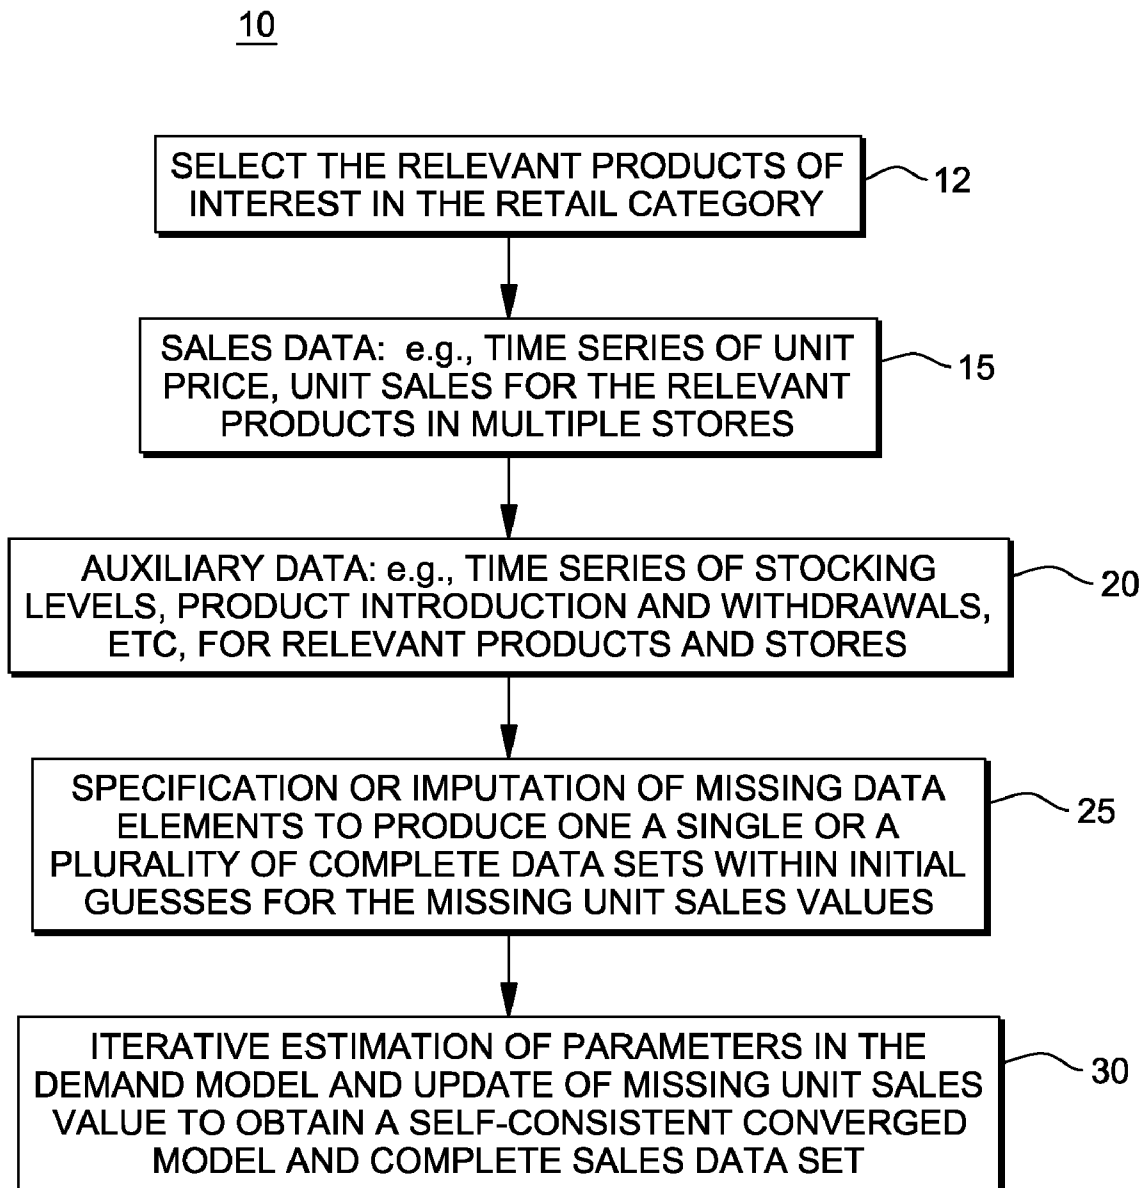 10
SELECT THE RELEVANT PRODUCTS OF
INTEREST IN THE RETAIL CATEGORY
12
SALES DATA: e.g., TIME SERIES OF UNIT
PRICE, UNIT SALES FOR THE RELEVANT
PRODUCTS IN MULTIPLE STORES
15
AUXILIARY DATA: e.g., TIME SERIES OF STOCKING
LEVELS, PRODUCT INTRODUCTION AND WITHDRAWALS,
ETC, FOR RELEVANT PRODUCTS AND STORES
20
SPECIFICATION OR IMPUTATION OF MISSING DATA
ELEMENTS TO PRODUCE ONE A SINGLE OR A
PLURALITY OF COMPLETE DATA SETS WITHIN INITIAL
GUESSES FOR THE MISSING UNIT SALES VALUES
25
ITERATIVE ESTIMATION OF PARAMETERS IN THE
DEMAND MODEL AND UPDATE OF MISSING UNIT SALES
VALUE TO OBTAIN A SELF-CONSISTENT CONVERGED
MODEL AND COMPLETE SALES DATA SET
30